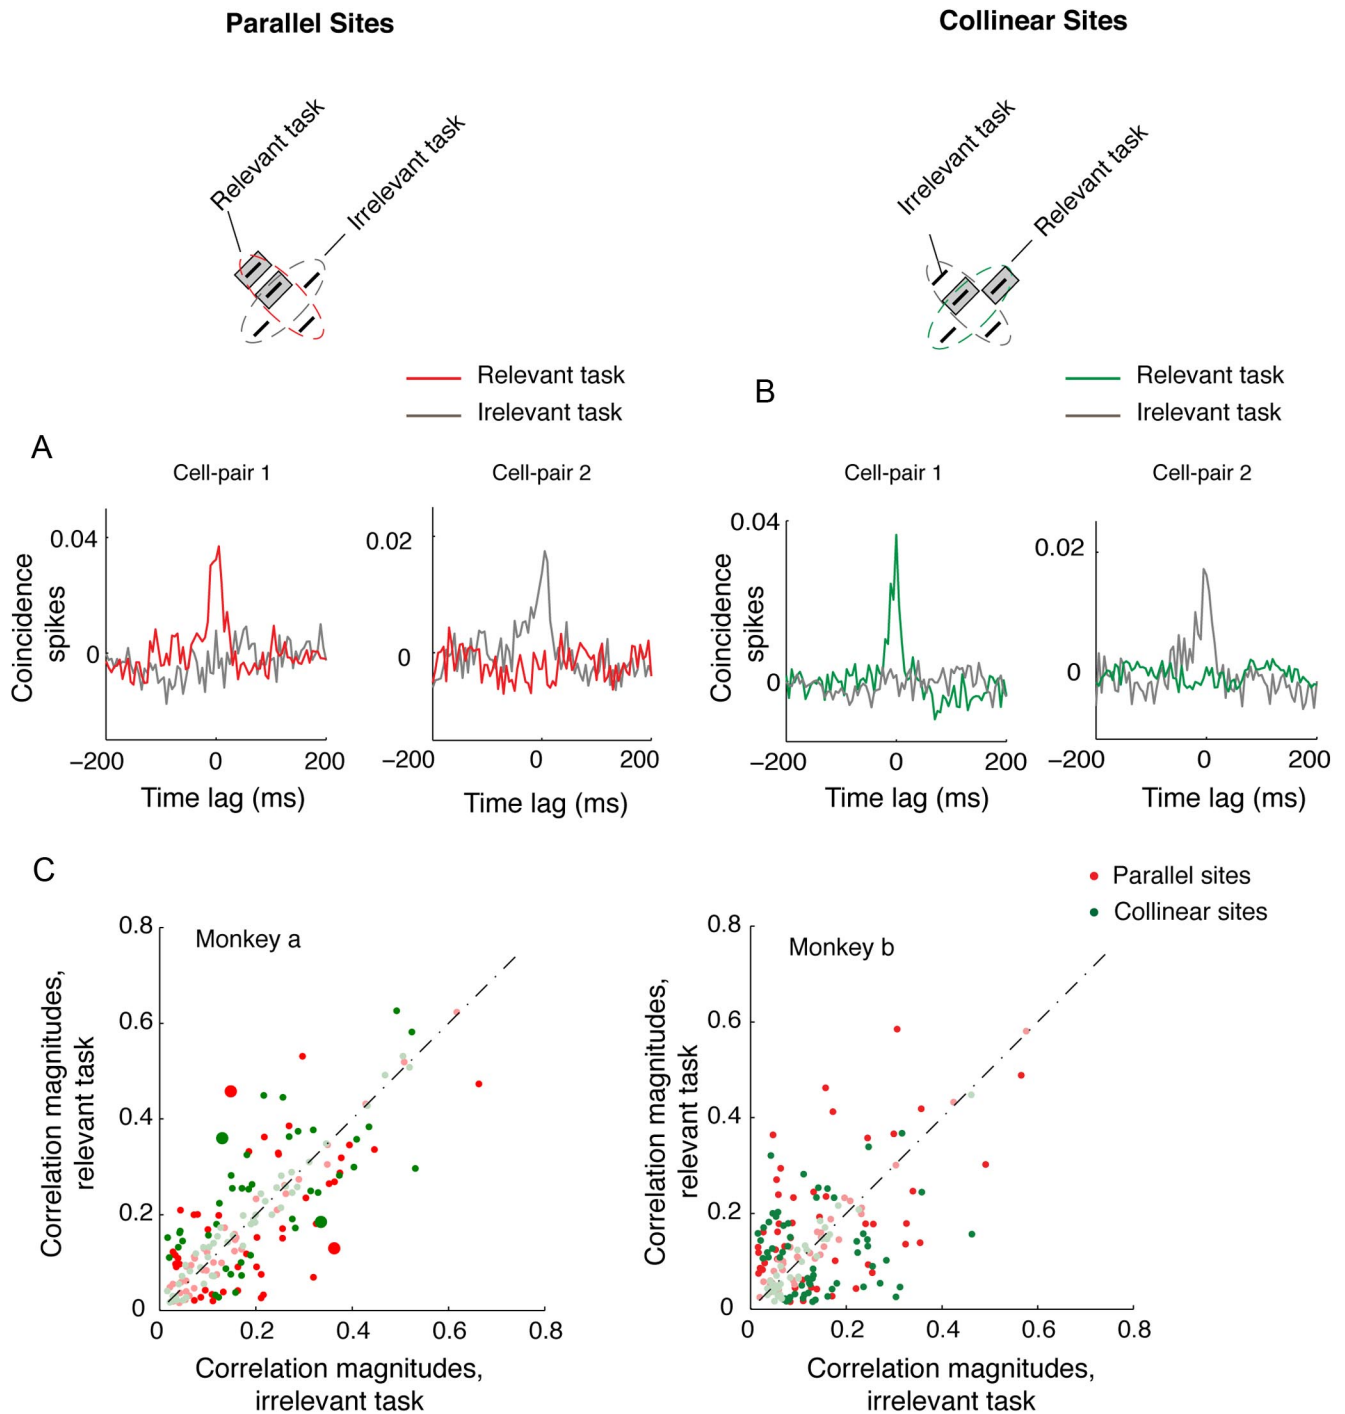 Parallel Sites
Collinear Sites
Relevant task
Irrelevant task
Irrelevant task
Relevant task
Relevant task
Irelevant task
B
Relevant task
Irelevant task
A
Cell-pair 1
Cell-pair 2
Cell-pair 1
Cell-pair 2
Coincidence
spikes
0.04
0
−200
0
200
Time lag (ms)
0.02
0
−200
0
200
Time lag (ms)
Coincidence
spikes
0.04
0
−200
0
200
Time lag (ms)
0.02
0
−200
0
200
Time lag (ms)
C
Parallel sites
Collinear sites
Monkey a
Correlation magnitudes,
relevant task
0.8
0.6
0.4
0.2
0
0
0.2
0.4
0.6
0.8
Correlation magnitudes,
irrelevant task
Monkey b
Correlation magnitudes,
relevant task
0.8
0.6
0.4
0.2
0
0
0.2
0.4
0.6
0.8
Correlation magnitudes,
irrelevant task